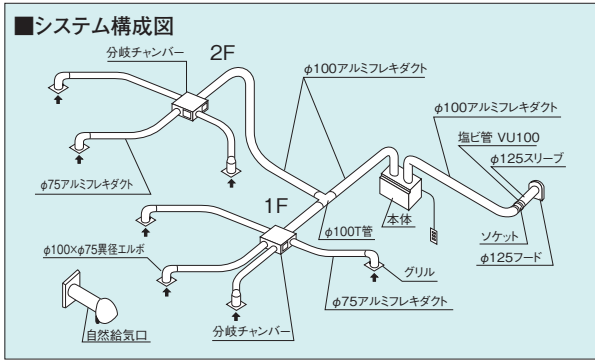 ■システム構成図
分岐チャンバー
2F
φ100アルミフレキダクト
φ100アルミフレキダクト
塩ビ管 VU100
φ125スリーブ
φ75アルミフレキダクト
1F
本体
φ100T管
ソケット
φ125フード
φ100×φ75異径エルボ
グリル
φ75アルミフレキダクト
自然給気口
分岐チャンバー